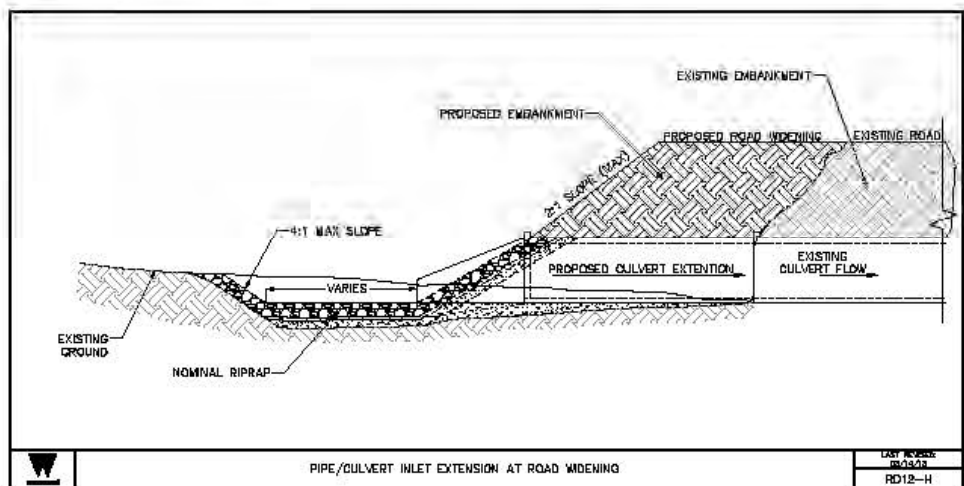 EXISTING EMBANKMENT
PROPOSED EMBANKMENT
PROPOSED ROAD WIDENING
EXISTING ROAD
2:1 SLOPE (MAX)
4:1 MAX SLOPE
VARIES
PROPOSED CULVERT EXTENTION
EXISTING
CULVERT FLOW
EXISTING
GROUND
NOMINAL RIPRAP
W
PIPE/CULVERT INLET EXTENSION AT ROAD WIDENING
LAST REVISED:
RD12-H